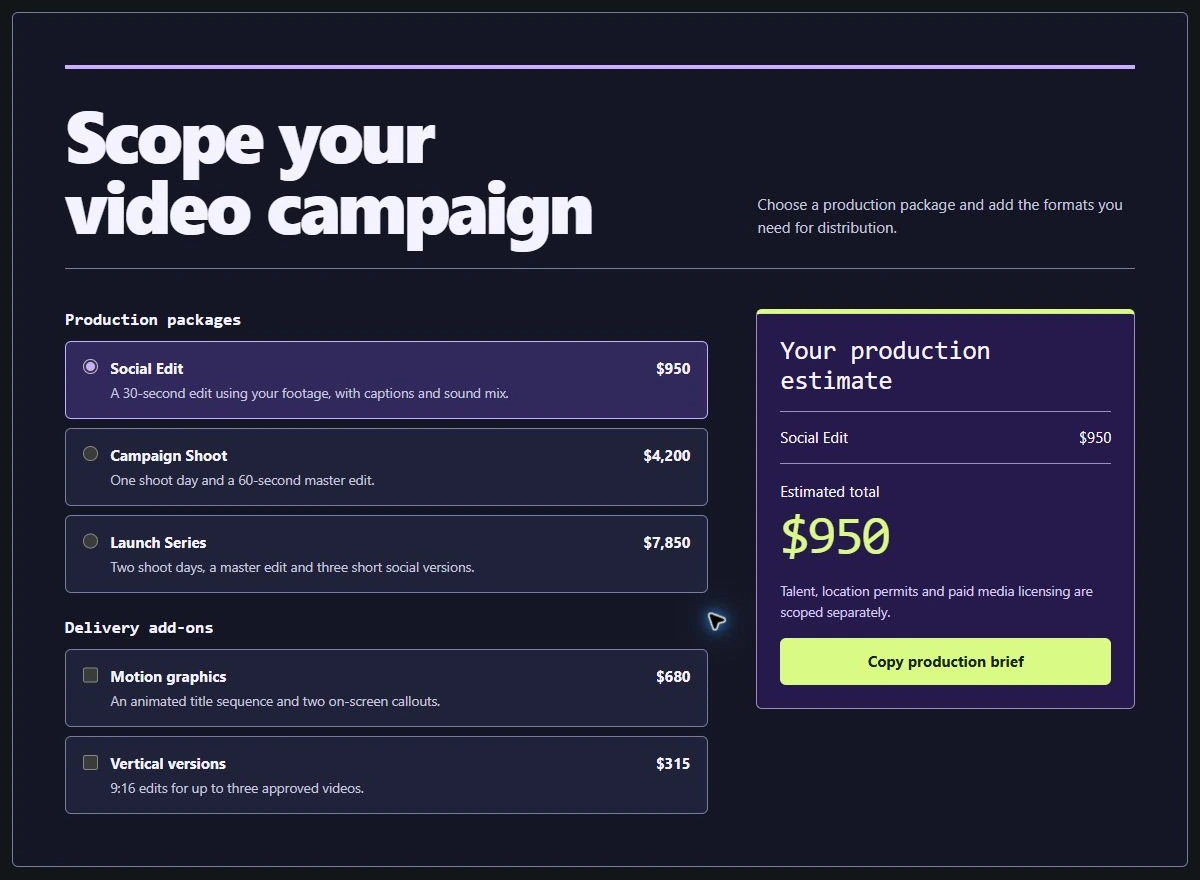 Scope your
video campaign
Choose a production package and add the formats you
need for distribution.
Production packages
Social Edit $950
A 30-second edit using your footage, with captions and sound mix.
Campaign Shoot $4,200
One shoot day and a 60-second master edit.
Launch Series $7,850
Two shoot days, a master edit and three short social versions.
Delivery add-ons
Motion graphics $680
An animated title sequence and two on-screen callouts.
Vertical versions $315
9:16 edits for up to three approved videos.
Your production
estimate
Social Edit $950
Estimated total
$950
Talent, location permits and paid media licensing are
scoped separately.
Copy production brief